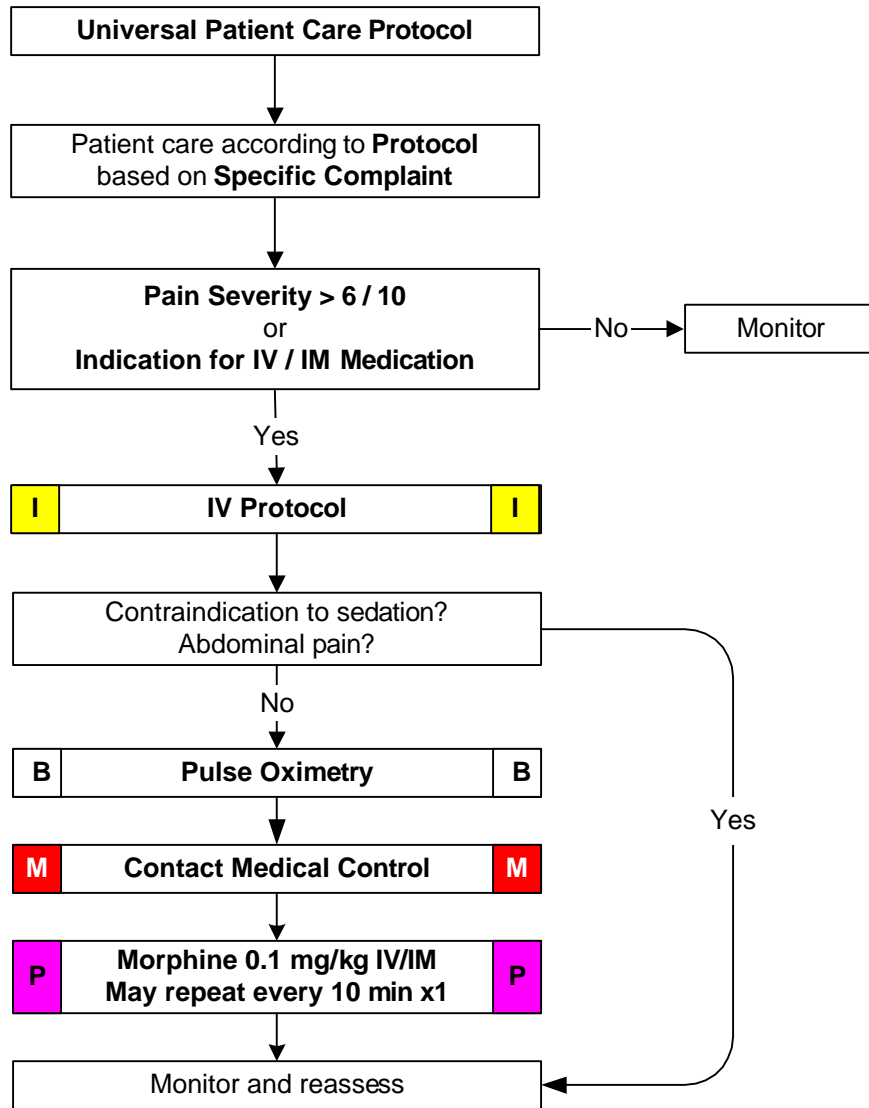 Universal Patient Care Protocol
Patient care according to Protocol
based on Specific Complaint
Pain Severity > 6 / 10
or
Indication for IV / IM Medication
No
Monitor
Yes
I IV Protocol I
Contraindication to sedation?
Abdominal pain?
No
B Pulse Oximetry B
Yes
M Contact Medical Control M
P Morphine 0.1 mg/kg IV/IM P
May repeat every 10 min x1
Monitor and reassess